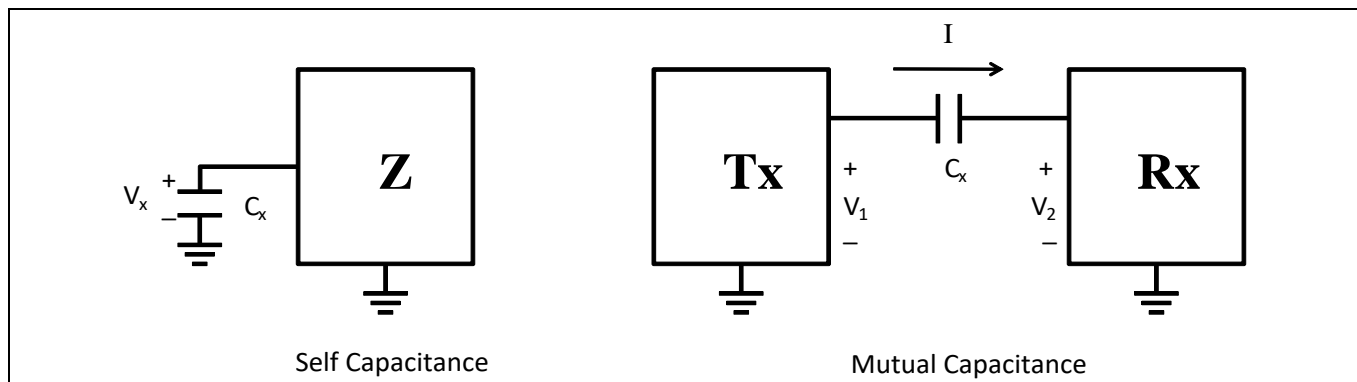 I
Z
Tx
Rx
+
Vx
–
Cx
+
V1
–
Cx
+
V2
–
Self Capacitance
Mutual Capacitance